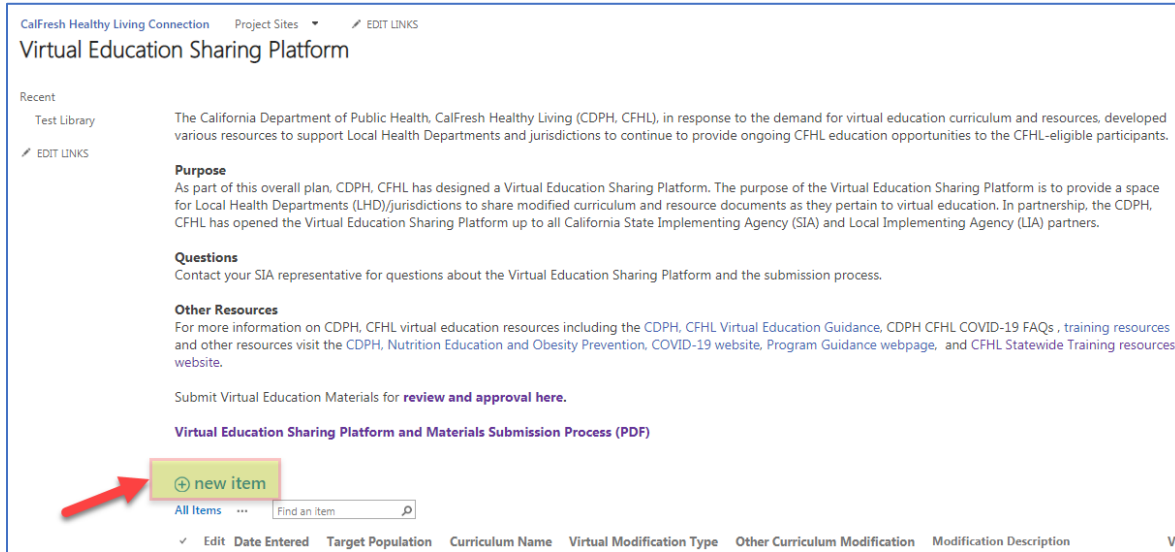 CalFresh Healthy Living Connection Project Sites EDIT LINKS
Virtual Education Sharing Platform
Recent
Test Library
EDIT LINKS
The California Department of Public Health, CalFresh Healthy Living (CDPH, CFHL), in response to the demand for virtual education curriculum and resources, developed
various resources to support Local Health Departments and jurisdictions to continue to provide ongoing CFHL education opportunities to the CFHL-eligible participants.
Purpose
As part of this overall plan, CDPH, CFHL has designed a Virtual Education Sharing Platform. The purpose of the Virtual Education Sharing Platform is to provide a space
for Local Health Departments (LHD)/jurisdictions to share modified curriculum and resource documents as they pertain to virtual education. In partnership, the CDPH,
CFHL has opened the Virtual Education Sharing Platform up to all California State Implementing Agency (SIA) and Local Implementing Agency (LIA) partners.
Questions
Contact your SIA representative for questions about the Virtual Education Sharing Platform and the submission process.
Other Resources
For more information on CDPH, CFHL virtual education resources including the CDPH, CFHL Virtual Education Guidance, CDPH CFHL COVID-19 FAQs , training resources
and other resources visit the CDPH, Nutrition Education and Obesity Prevention, COVID-19 website, Program Guidance webpage, and CFHL Statewide Training resources
website.
Submit Virtual Education Materials for review and approval here.
Virtual Education Sharing Platform and Materials Submission Process (PDF)
new item
All Items ... Find an item
Edit Date Entered Target Population Curriculum Name Virtual Modification Type Other Curriculum Modification Modification Description V